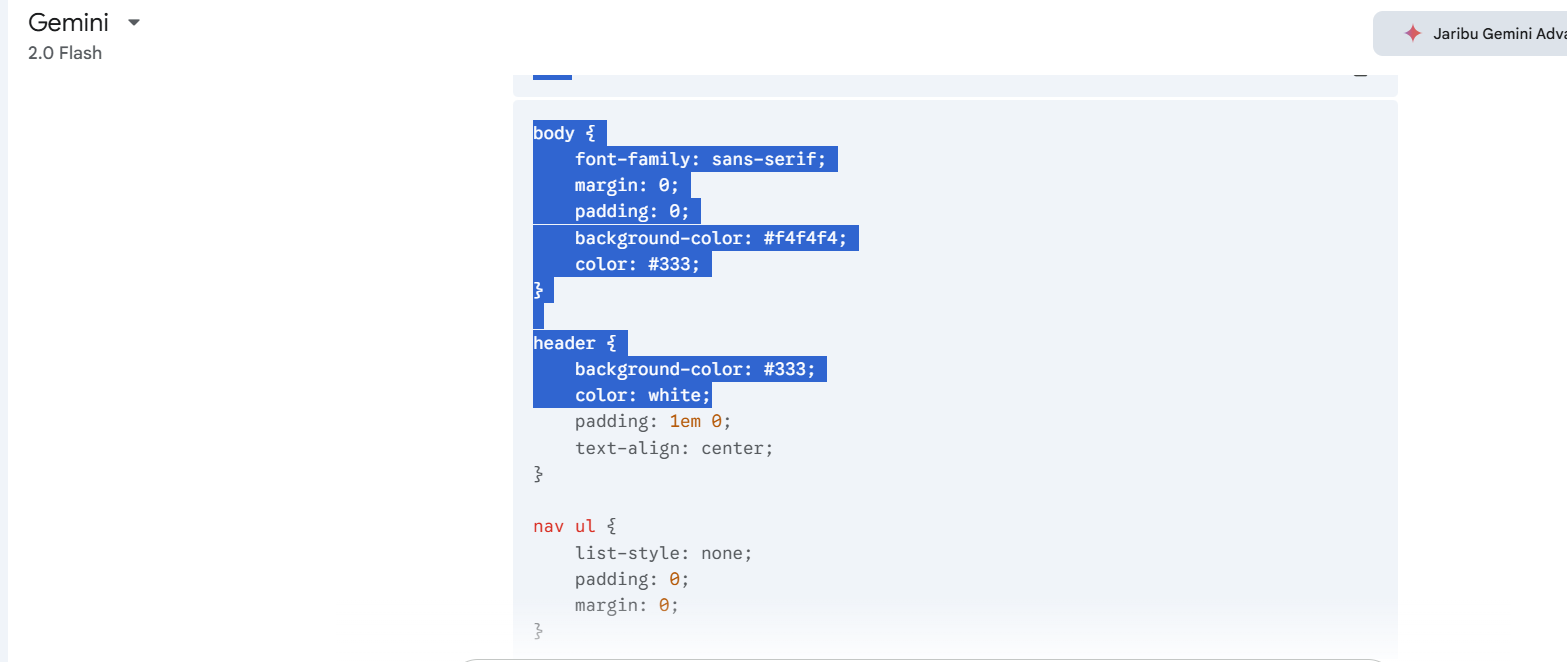 Gemini
2.0 Flash
Jaribu Gemini
body {
    font-family: sans-serif;
    margin: 0;
    padding: 0;
    background-color: #f4f4f4;
    color: #333;
}
header {
    background-color: #333;
    color: white;
    padding: 1em 0;
    text-align: center;
}
nav ul {
    list-style: none;
    padding: 0;
    margin: 0;
}